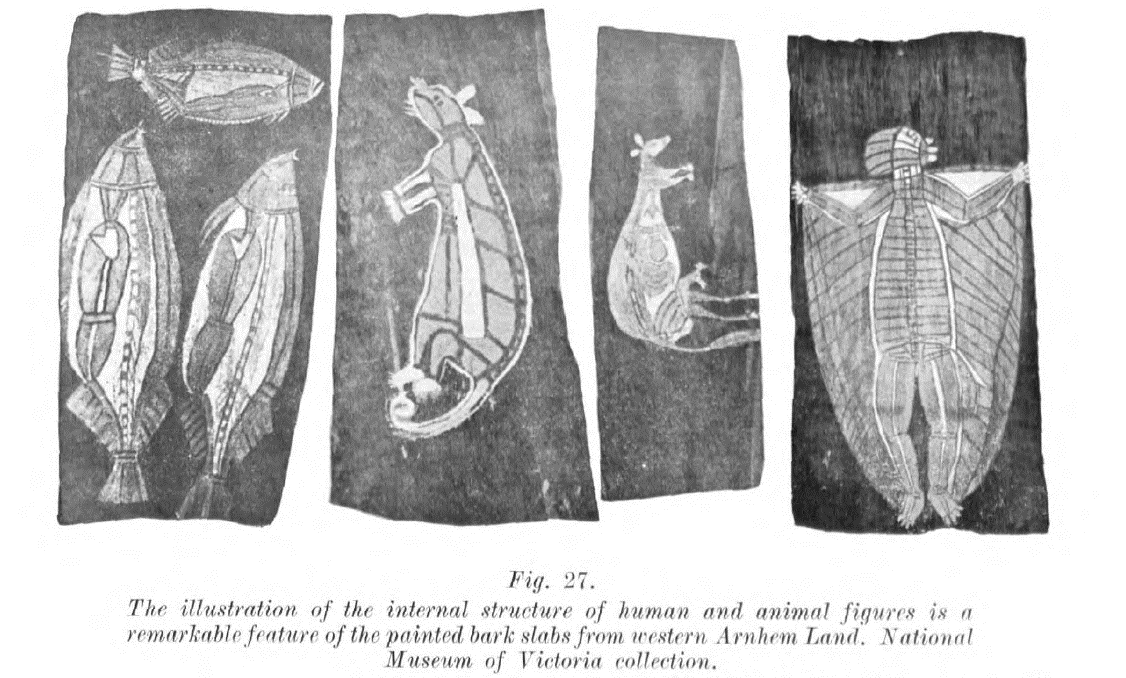 Fig. 27.
The illustration of the internal structure of human and animal figures is a
remarkable feature of the painted bark slabs from western Arnhem Land. National
Museum of Victoria collection.